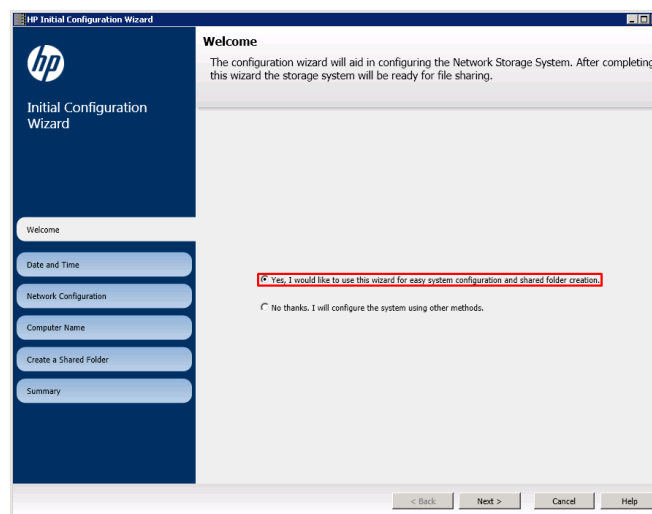 HP Initial Configuration Wizard
hp
Initial Configuration
Wizard
Welcome
Date and Time
Network Configuration
Computer Name
Create a Shared Folder
Summary
Welcome
The configuration wizard will aid in configuring the Network Storage System. After completing
this wizard the storage system will be ready for file sharing.
Yes, I would like to use this wizard for easy system configuration and shared folder creation.
No thanks. I will configure the system using other methods.
< Back
Next >
Cancel
Help